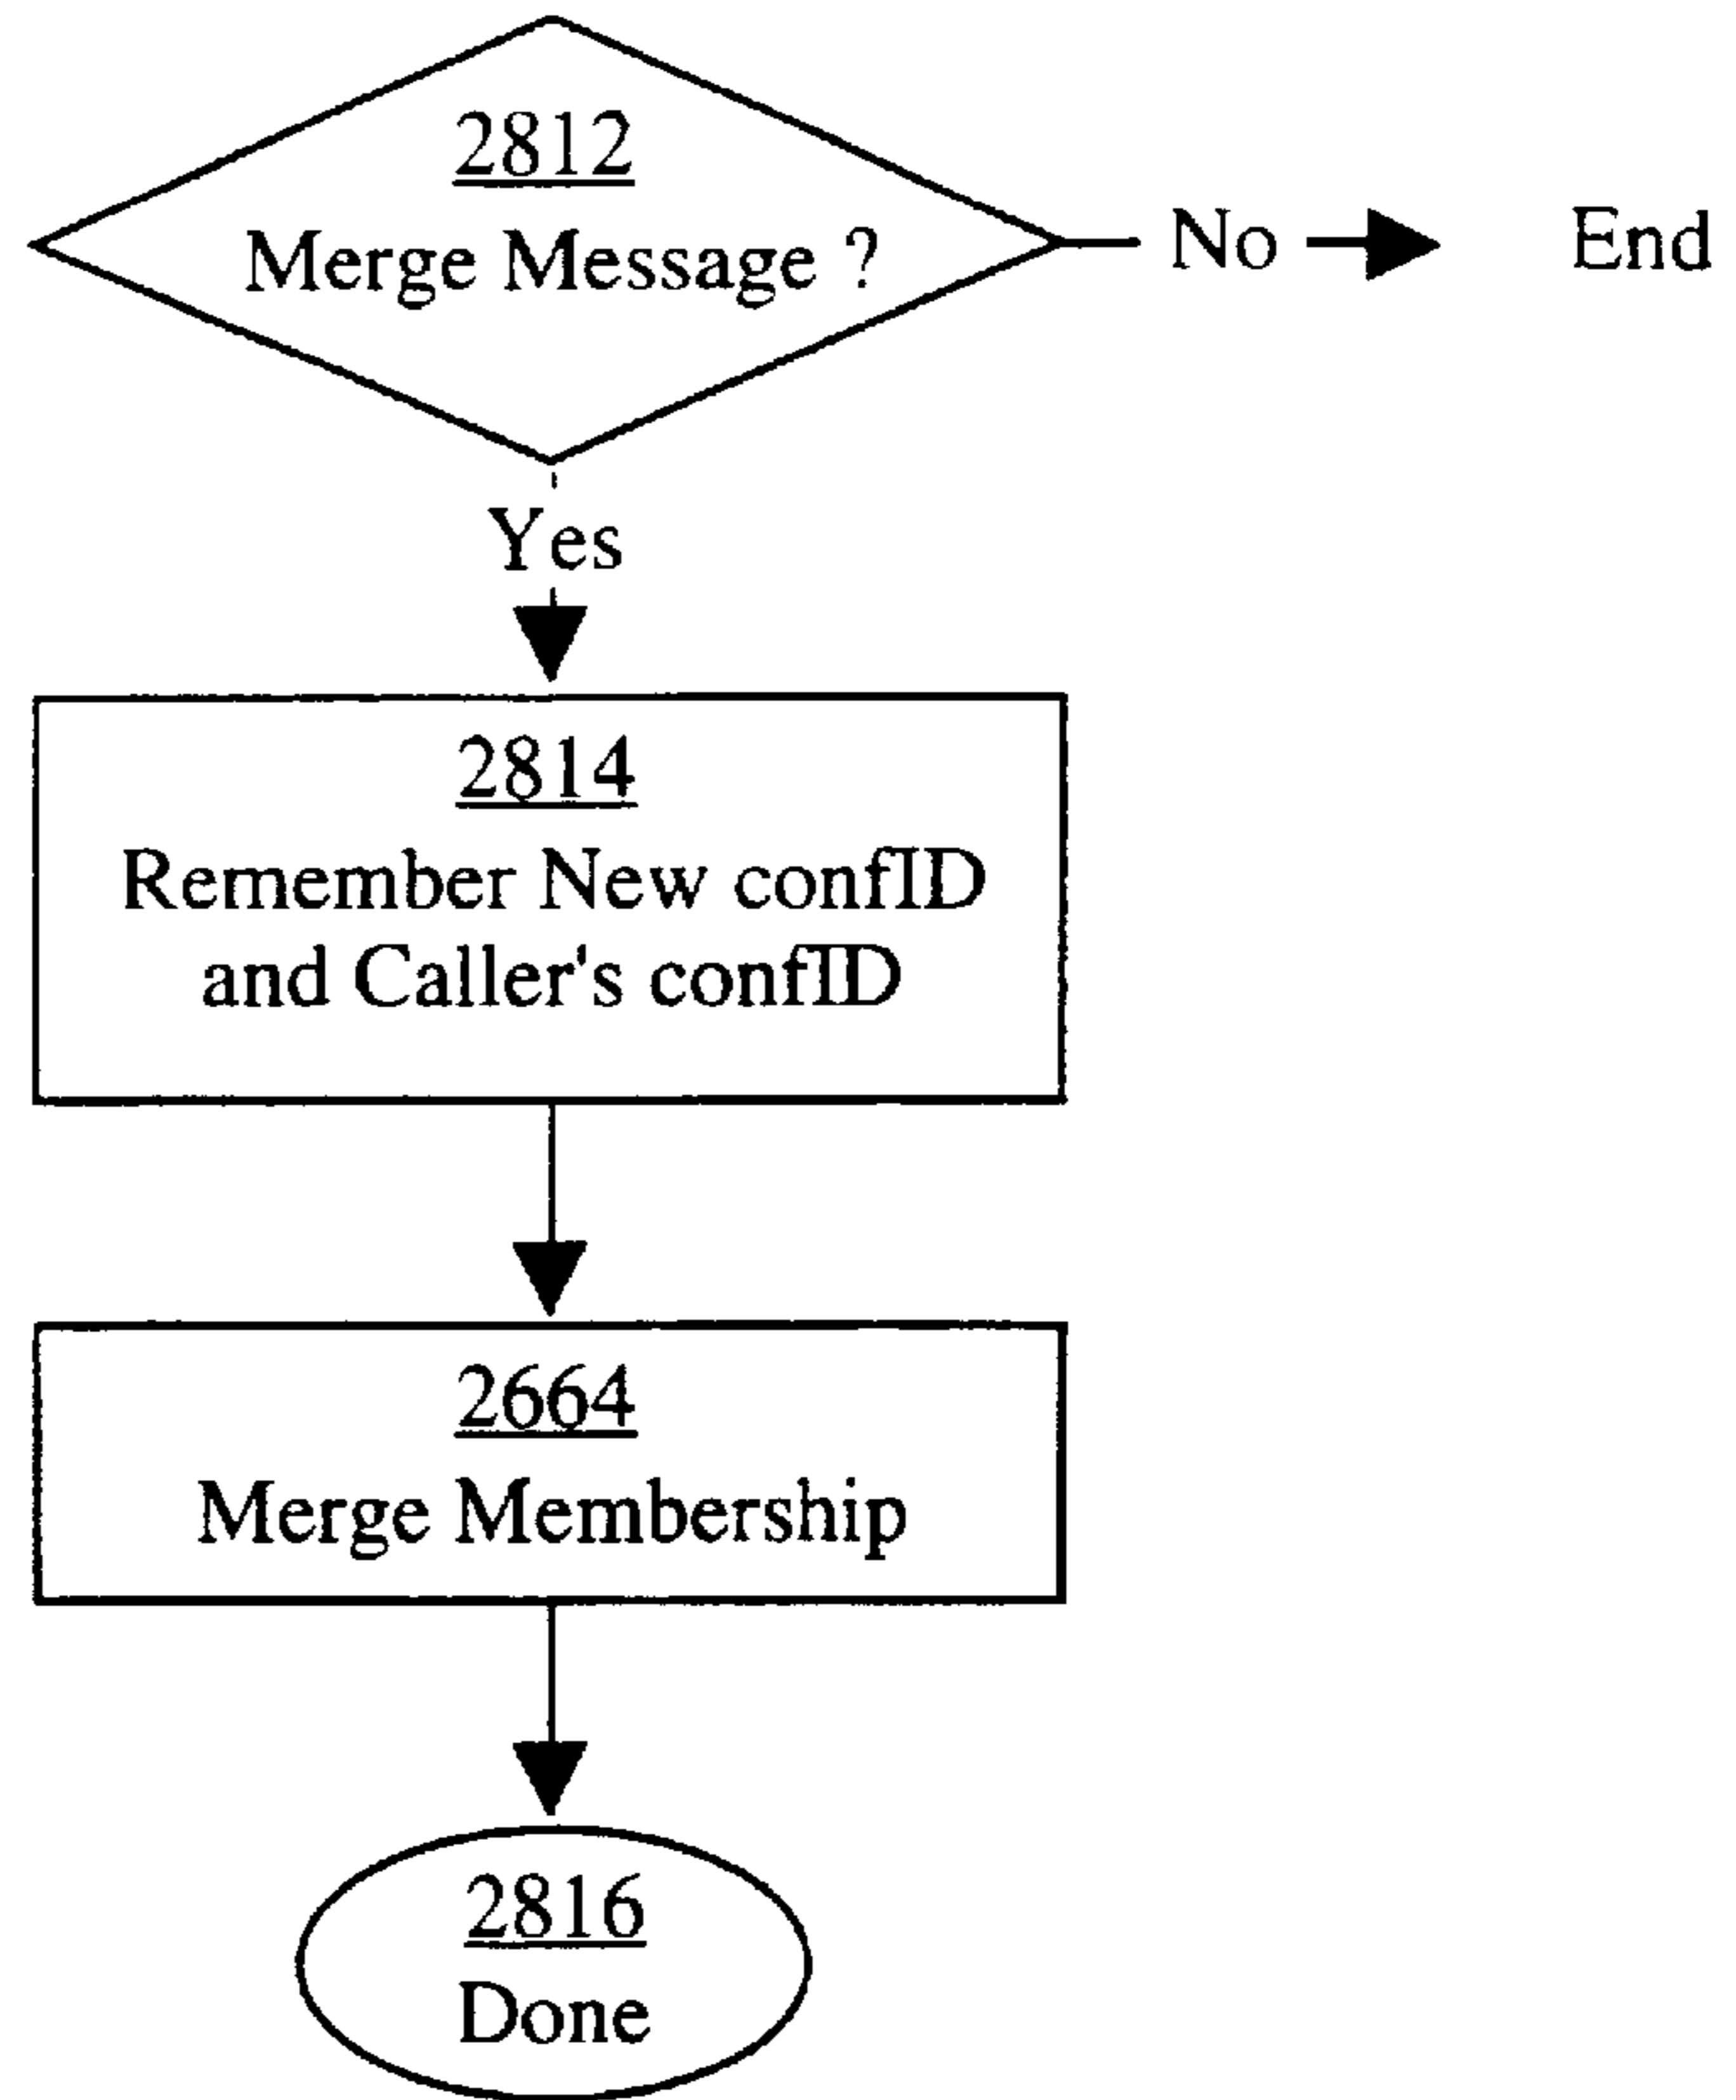 2812
Merge Message ?
No
End
Yes
2814
Remember New confID
and Caller's confID
2664
Merge Membership
2816
Done